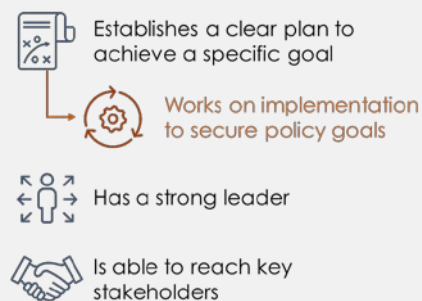 Establishes a clear plan to
achieve a specific goal
Works on implementation
to secure policy goals
Has a strong leader
Is able to reach key
stakeholders